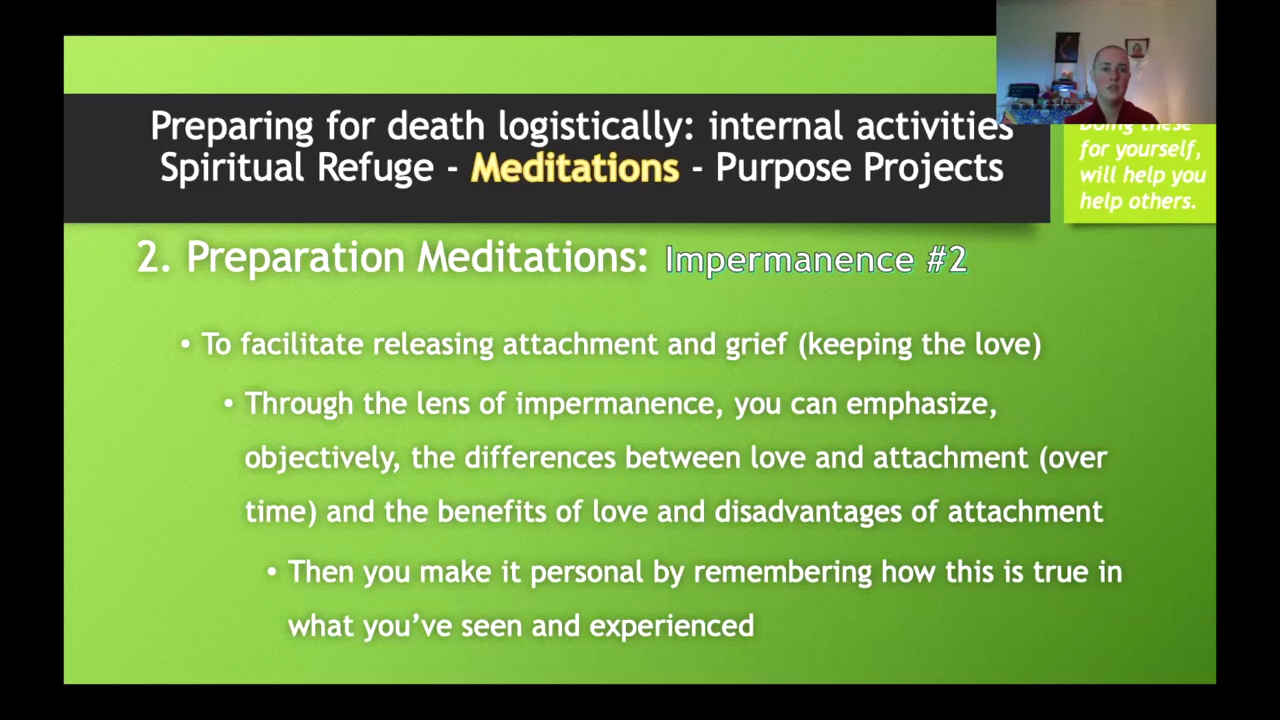 Preparing for death logistically: internal activities
Spiritual Refuge - Meditations - Purpose Projects
Doing these
for yourself,
will help you
help others.
2. Preparation Meditations: Impermanence #2
• To facilitate releasing attachment and grief (keeping the love)
• Through the lens of impermanence, you can emphasize,
objectively, the differences between love and attachment (over
time) and the benefits of love and disadvantages of attachment
• Then you make it personal by remembering how this is true in
what you've seen and experienced